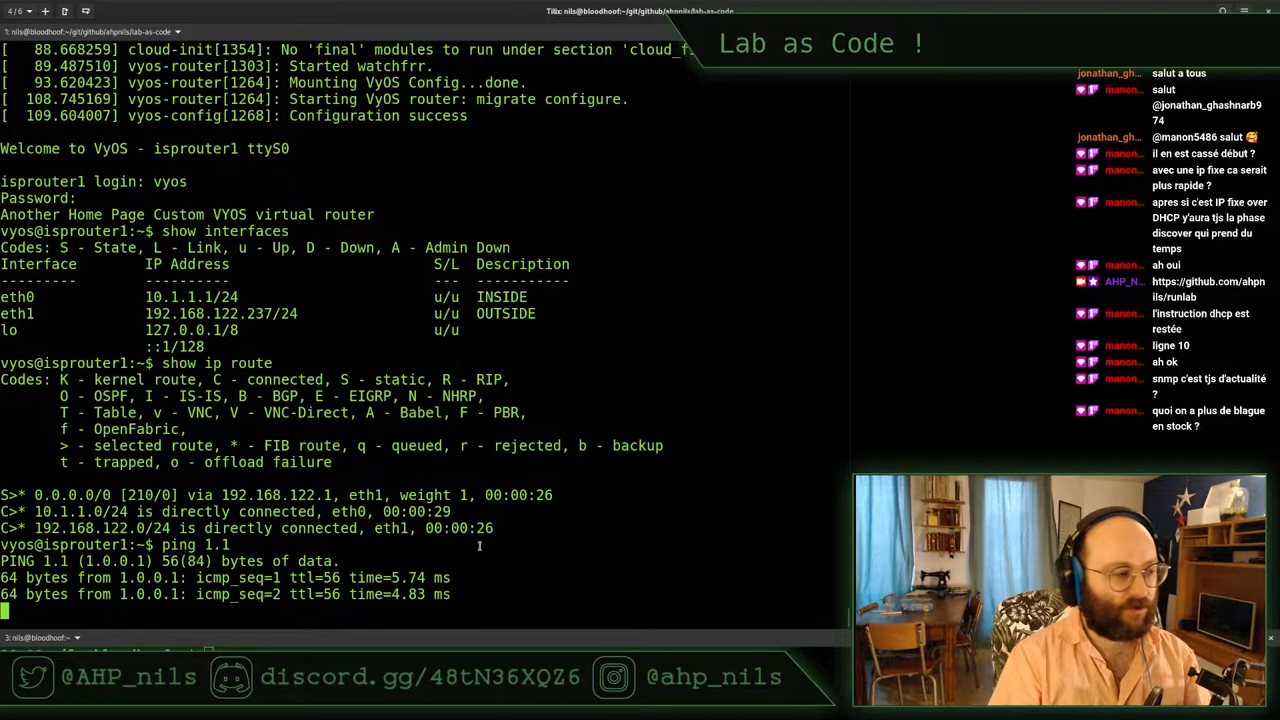 4/6
Tilix: nils@bloodhoof:~/git/github/ahpnils/lab-as-code
1: nils@bloodhoof:~/git/github/ahpnils/lab-as-code
[   88.668259] cloud-init[1354]: No 'final' modules to run under section 'cloud_f
[   89.487510] vyos-router[1303]: Started watchfrr.
[   93.620423] vyos-router[1264]: Mounting VyOS Config...done.
[  108.745169] vyos-router[1264]: Starting VyOS router: migrate configure.
[  109.604007] vyos-config[1268]: Configuration success
Welcome to VyOS - isprouter1 ttyS0
isprouter1 login: vyos
Password:
Another Home Page Custom VYOS virtual router
vyos@isprouter1:~$ show interfaces
Codes: S - State, L - Link, u - Up, D - Down, A - Admin Down
Interface        IP Address                        S/L  Description
---------        ----------                        ---  -----------
eth0             10.1.1.1/24                       u/u  INSIDE
eth1             192.168.122.237/24                u/u  OUTSIDE
lo               127.0.0.1/8                       u/u
                 ::1/128
vyos@isprouter1:~$ show ip route
Codes: K - kernel route, C - connected, S - static, R - RIP,
       O - OSPF, I - IS-IS, B - BGP, E - EIGRP, N - NHRP,
       T - Table, v - VNC, V - VNC-Direct, A - Babel, F - PBR,
       f - OpenFabric,
       > - selected route, * - FIB route, q - queued, r - rejected, b - backup
       t - trapped, o - offload failure
S>* 0.0.0.0/0 [210/0] via 192.168.122.1, eth1, weight 1, 00:00:26
C>* 10.1.1.0/24 is directly connected, eth0, 00:00:29
C>* 192.168.122.0/24 is directly connected, eth1, 00:00:26
vyos@isprouter1:~$ ping 1.1
PING 1.1 (1.0.0.1) 56(84) bytes of data.
64 bytes from 1.0.0.1: icmp_seq=1 ttl=56 time=5.74 ms
64 bytes from 1.0.0.1: icmp_seq=2 ttl=56 time=4.83 ms
3: nils@bloodhoof:~
Lab as Code !
jonathan_gh... salut a tous
manon... salut
@jonathan_ghashnarb9
74
jonathan_gh... @manon5486 salut 🥰
manon... il en est cassé début ?
manon... avec une ip fixe ca serait
plus rapide ?
manon... apres si c'est IP fixe over
DHCP y'aura tjs la phase
discover qui prend du
temps
manon... ah oui
AHP_N... https://github.com/ahpn
ils/runlab
manon... l'instruction dhcp est
restée
manon... ligne 10
manon... ah ok
manon... snmp c'est tjs d'actualité
?
manon... quoi on a plus de blague
en stock ?
@AHP_nils
discord.gg/48tN36XQZ6
@ahp_nils